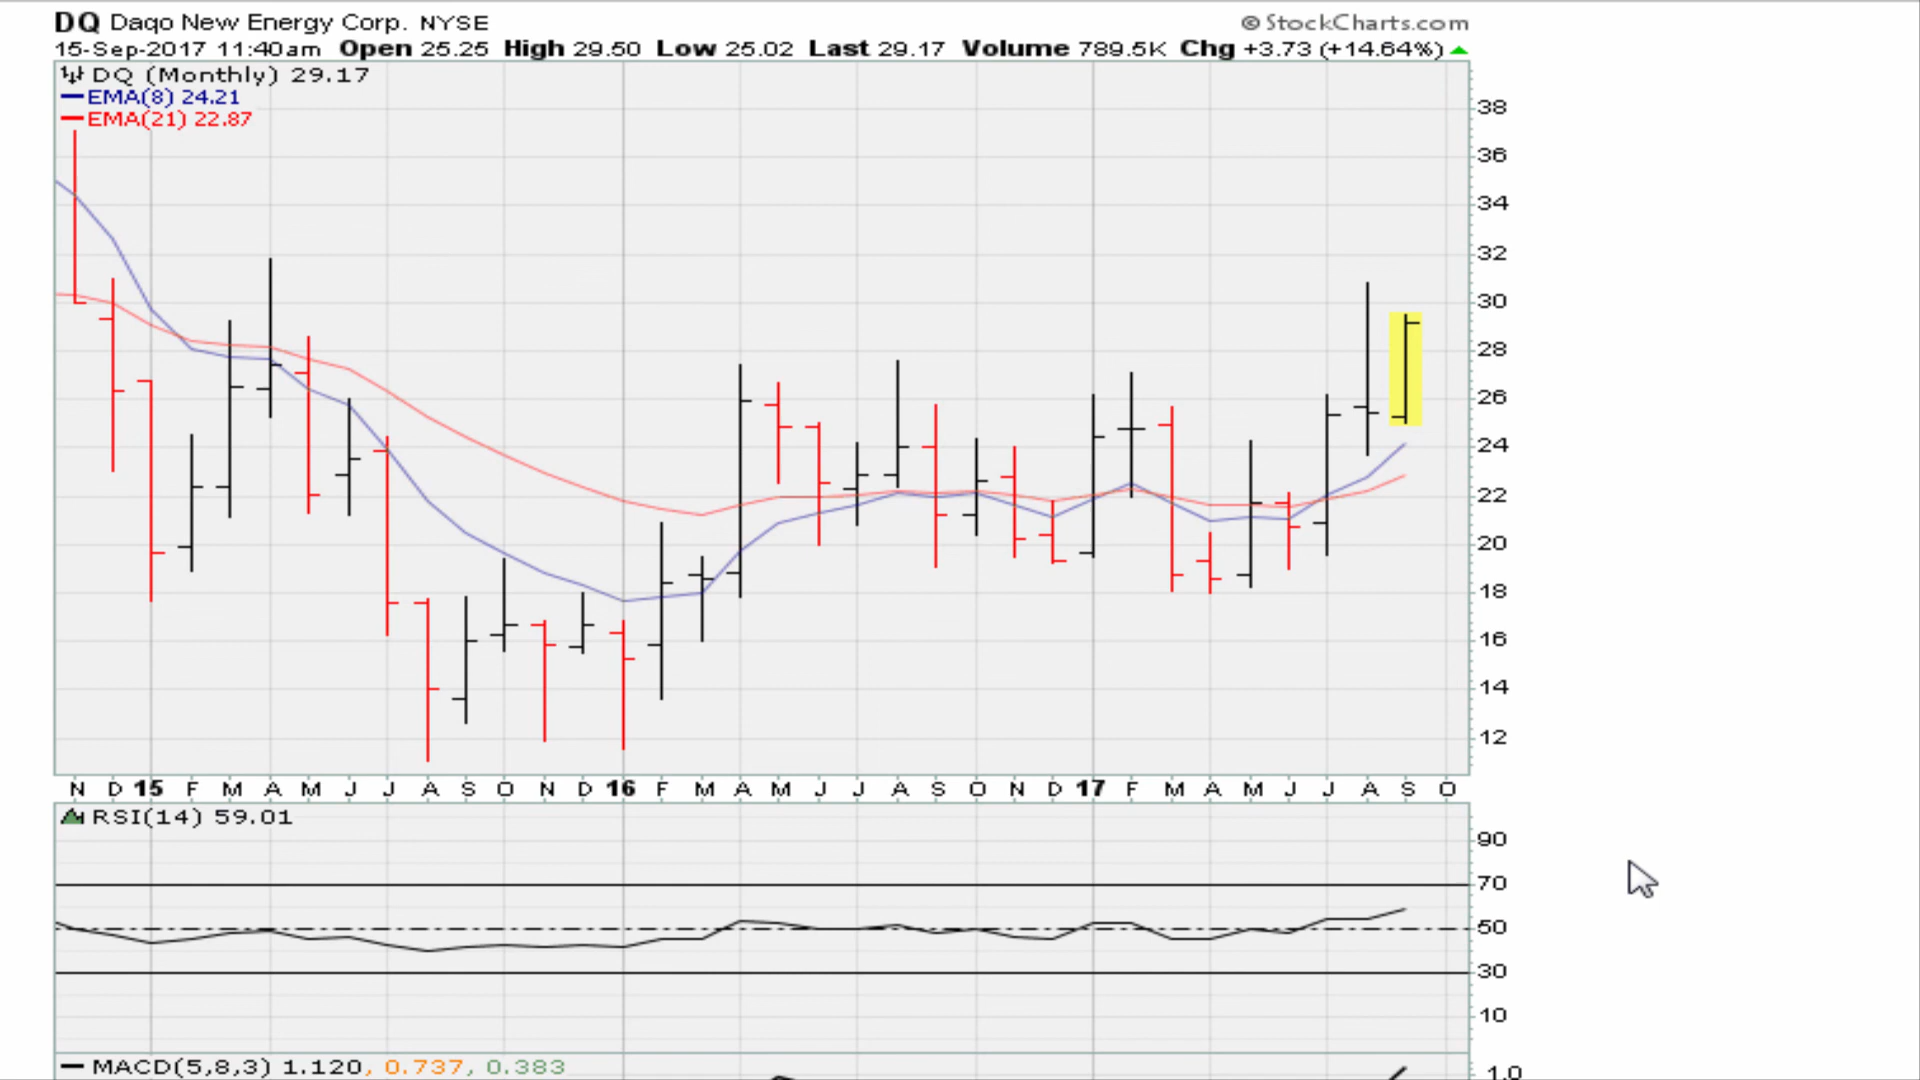 DQ Daqo New Energy Corp. NYSE © StockCharts.com
15-Sep-2017 11:40am Open 25.25 High 29.50 Low 25.02 Last 29.17 Volume 789.5K Chg +3.73 (+14.64%)
DQ (Monthly) 29.17
EMA(8) 24.21
EMA(21) 22.87
38
36
34
32
30
28
26
24
22
20
18
16
14
12
N D 15 F M A M J J A S O N D 16 F M A M J J A S O N D 17 F M A M J J A S O
RSI(14) 59.01
90
70
50
30
10
MACD(5,8,3) 1.120, 0.737, 0.383
1.0